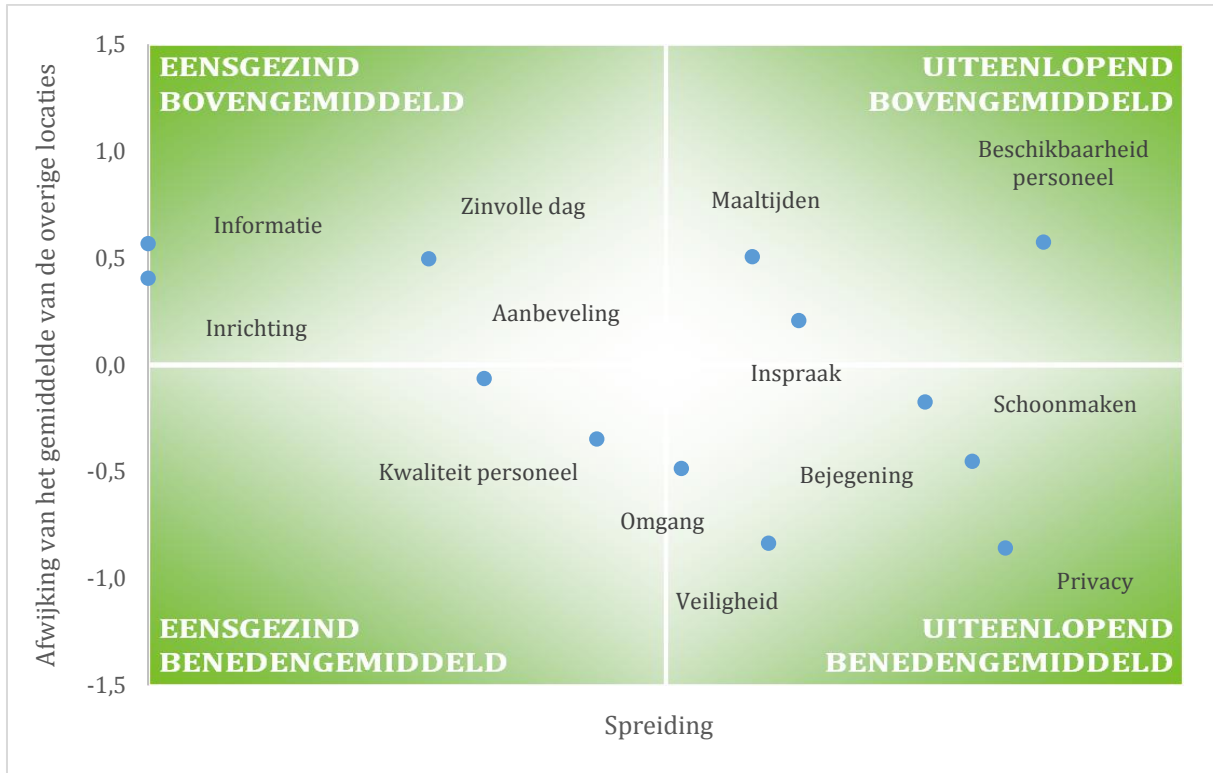 Afwijking van het gemiddelde van de overige locaties
1,5
1,0
0,5
0,0
-0,5
-1,0
-1,5
EENSGEZIND
BOVENGEMIDDELD
UITEENLOPEND
BOVENGEMIDDELD
Beschikbaarheid
personeel
Zinvolle dag
Maaltijden
Informatie
Aanbeveling
Inrichting
Inspraak
Schoonmaken
Kwaliteit personeel
Bejegening
Omgang
Privacy
Veiligheid
EENSGEZIND
BENEDENGEMIDDELD
UITEENLOPEND
BENEDENGEMIDDELD
Spreiding